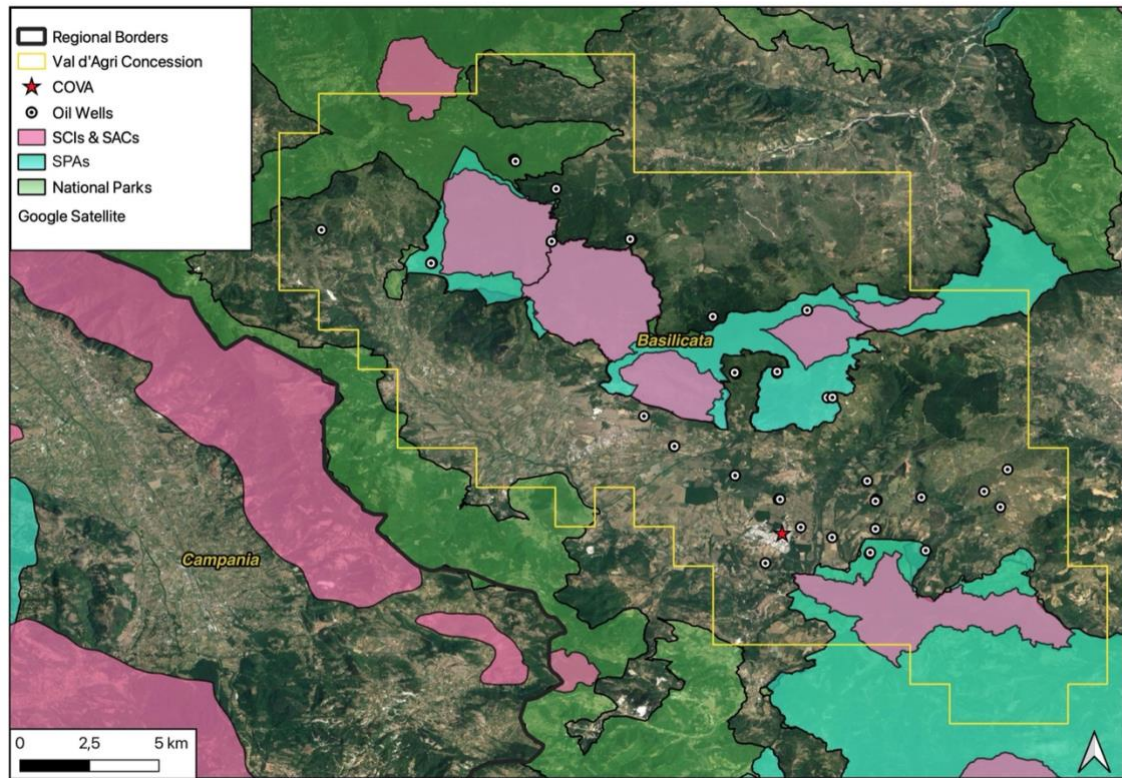 Regional Borders
Val d'Agri Concession
COVA
Oil Wells
SCIs & SACs
SPAs
National Parks
Google Satellite
Basilicata
Campania
0 2,5 5 km